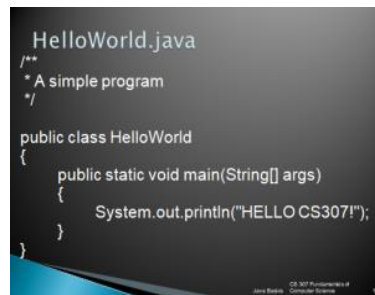 HelloWorld.java
/**
* A simple program
*/
public class HelloWorld
{
public static void main(String[] args)
{
System.out.println("HELLO CS307!");
}
}
CS 307 Fundamentals of
Java Basics Computer Science